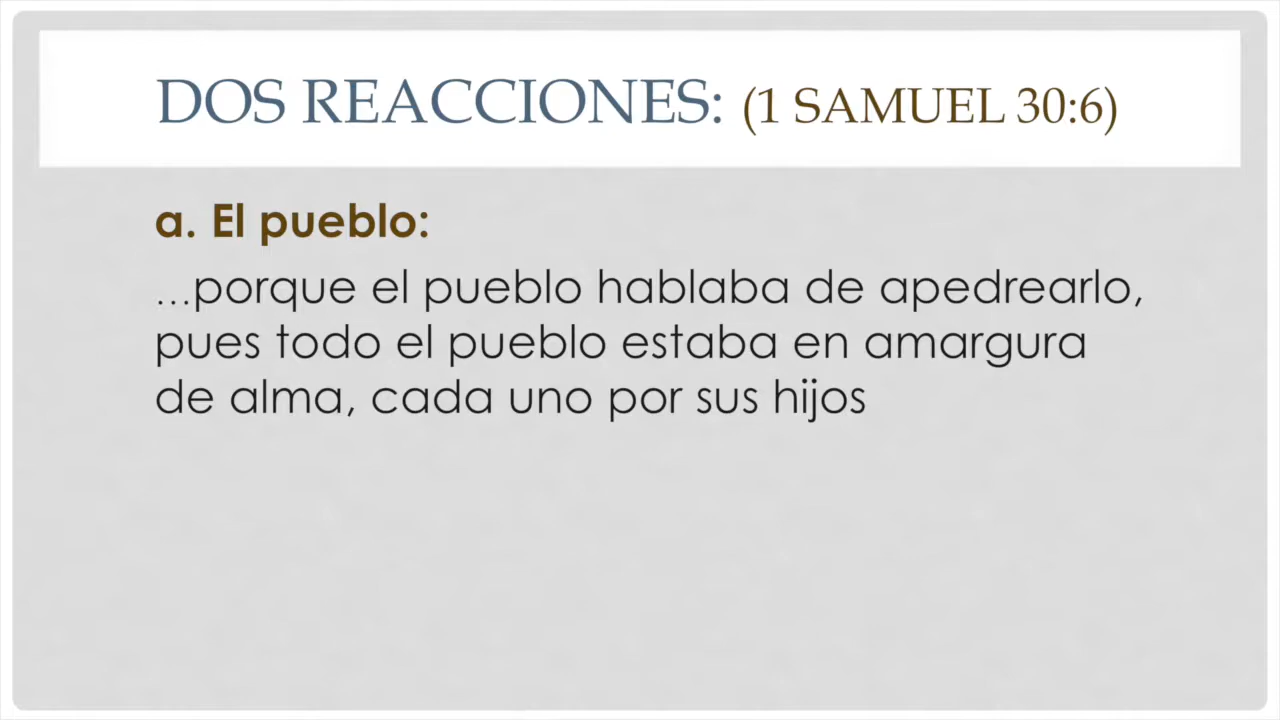 DOS REACCIONES: (1 SAMUEL 30:6)
a. El pueblo:
...porque el pueblo hablaba de apedrearlo,
pues todo el pueblo estaba en amargura
de alma, cada uno por sus hijos